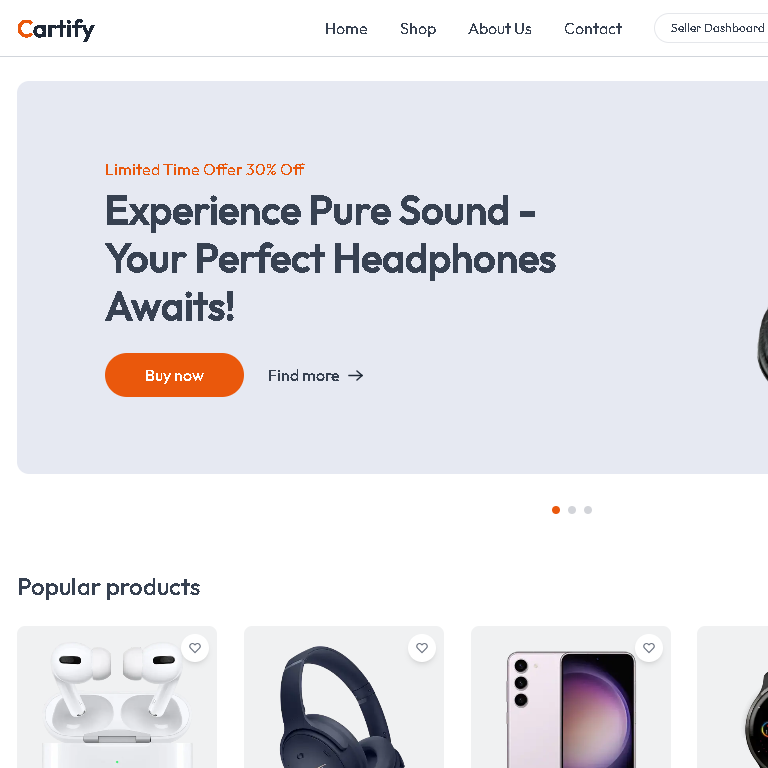 Cartify
Home
Shop
About Us
Contact
Seller Dashboard
Limited Time Offer 30% Off
Experience Pure Sound -
Your Perfect Headphones
Awaits!
Buy now
Find more
Popular products